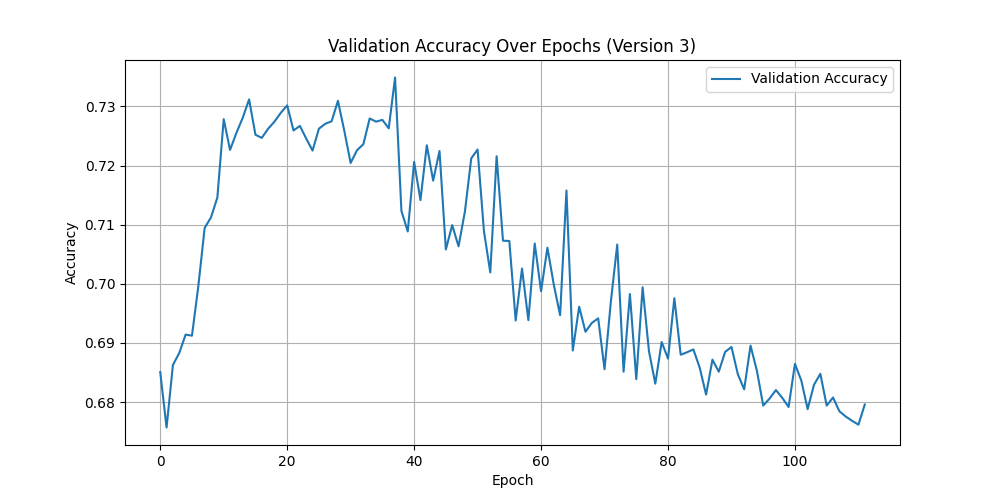 Validation Accuracy Over Epochs (Version 3)
Validation Accuracy
0.73
0.72
0.71
0.70
0.69
0.68
Accuracy
0 20 40 60 80 100
Epoch